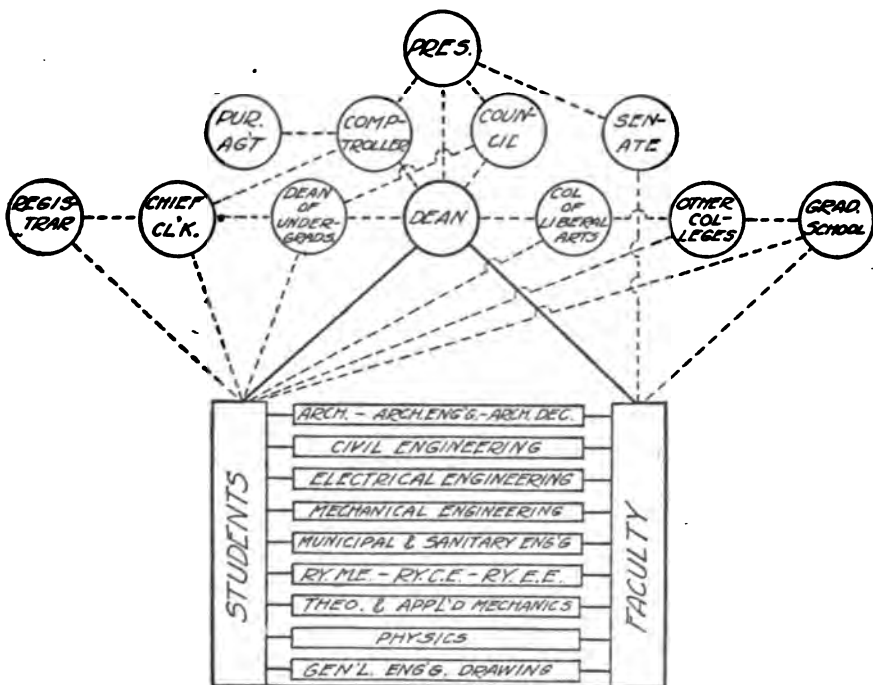 PRES.
PUR.
AGT
COMP-
TROLLER
COUN-
CIL
SEN-
ATE
REGIS-
TRAR
CHIEF
CL'K.
DEAN
OF
UNDER-
GRADS.
DEAN
COL
OF
LIBERAL
ARTS
OTHER
COL-
LEGES
GRAD.
SCHOOL
STUDENTS
ARCH. - ARCH.ENG'G.-ARCH. DEC.
CIVIL ENGINEERING
ELECTRICAL ENGINEERING
MECHANICAL ENGINEERING
MUNICIPAL & SANITARY ENG'G
RY. M.E. - RY. C.E. - RY. E.E.
THEO. & APPL'D MECHANICS
PHYSICS
GEN'L. ENG'G. DRAWING
FACULTY